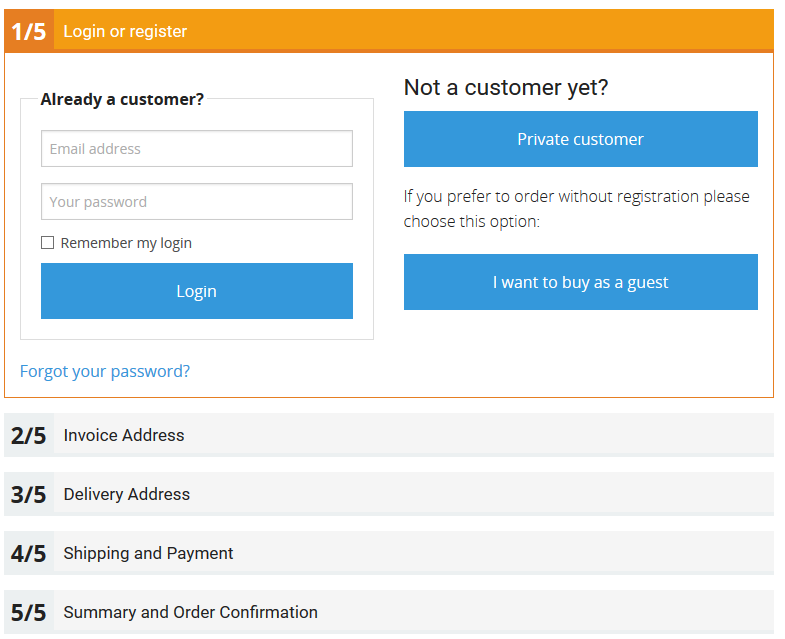 1/5 Login or register
Already a customer?
Email address
Your password
Remember my login
Login
Forgot your password?
Not a customer yet?
Private customer
If you prefer to order without registration please
choose this option:
I want to buy as a guest
2/5 Invoice Address
3/5 Delivery Address
4/5 Shipping and Payment
5/5 Summary and Order Confirmation